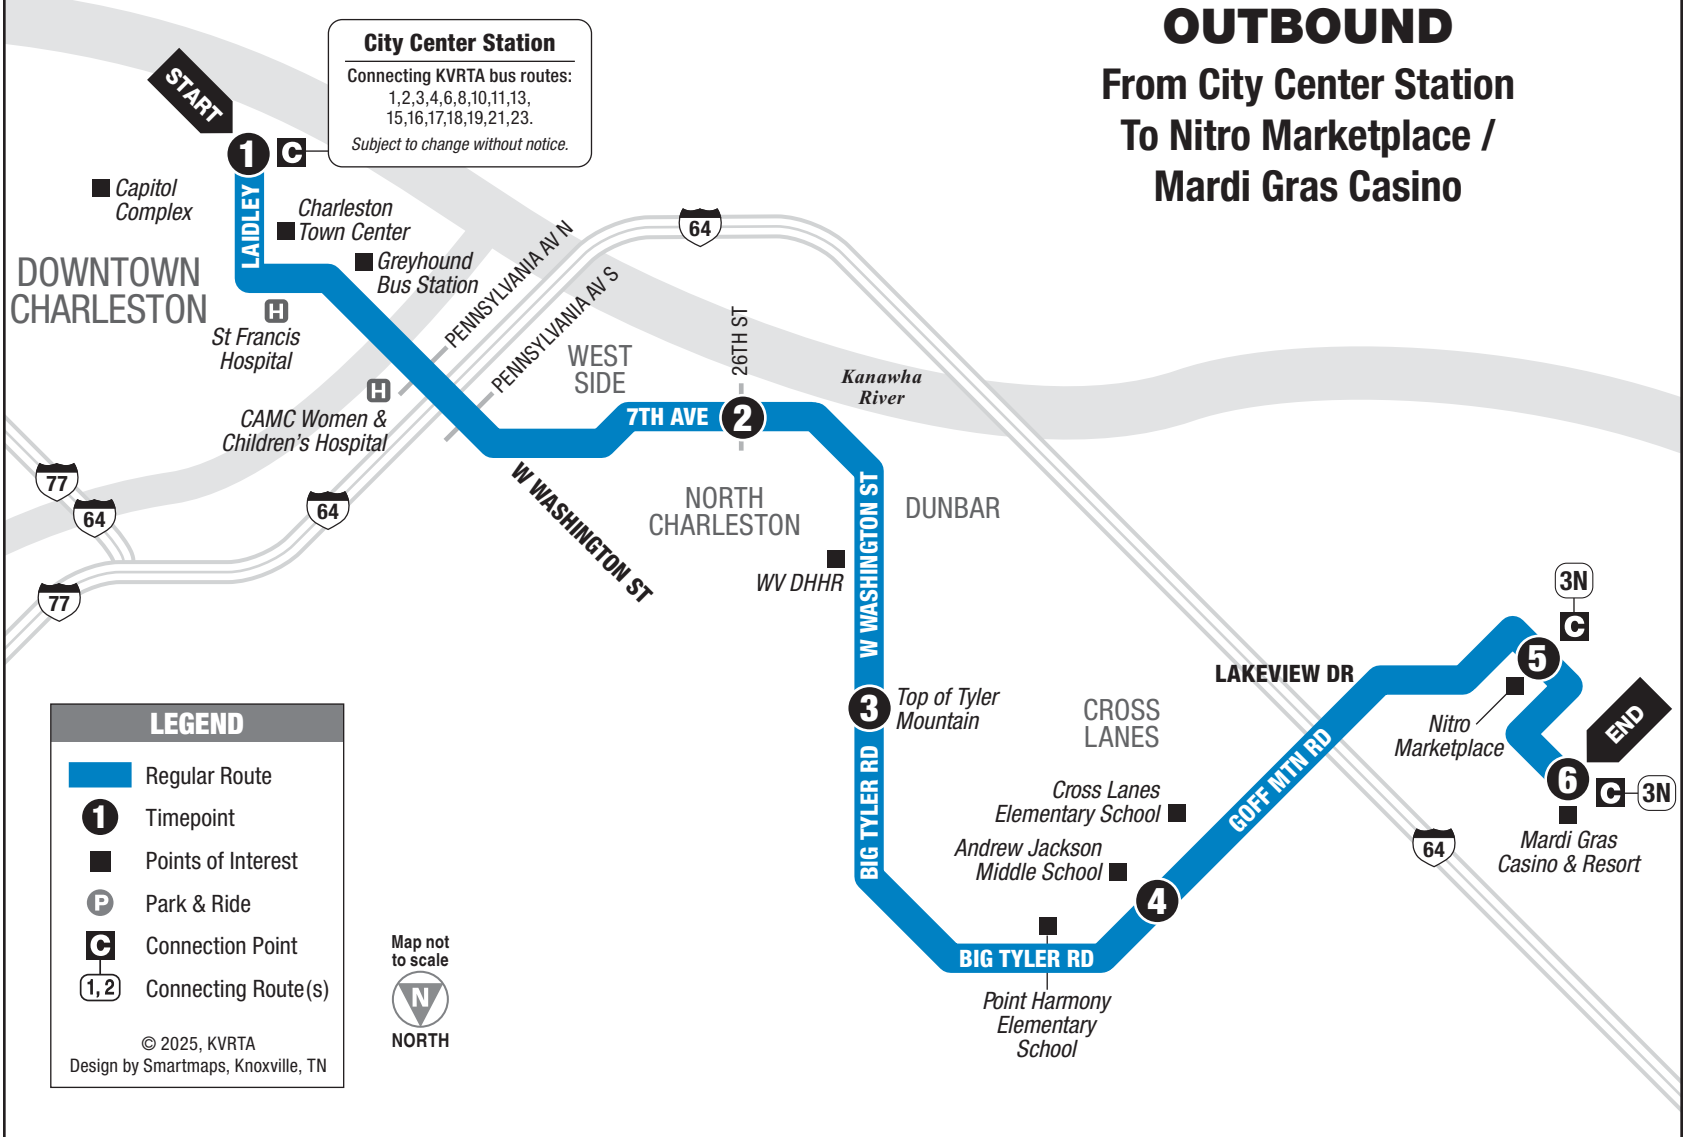 OUTBOUND
From City Center Station
To Nitro Marketplace /
Mardi Gras Casino
City Center Station
Connecting KVRTA bus routes:
1,2,3,4,6,8,10,11,13,
15,16,17,18,19,21,23.
Subject to change without notice.
START
1
C
LAIDLEY
Capitol
Complex
Charleston
Town Center
Greyhound
Bus Station
DOWNTOWN
CHARLESTON
H
St Francis
Hospital
H
CAMC Women &
Children's Hospital
PENNSYLVANIA AV N
PENNSYLVANIA AV S
64
WEST
SIDE
26TH ST
Kanawha
River
7TH AVE
2
W WASHINGTON ST
77
64
64
77
NORTH
CHARLESTON
DUNBAR
WV DHHR
W WASHINGTON ST
3
Top of Tyler
Mountain
BIG TYLER RD
CROSS
LANES
Cross Lanes
Elementary School
Andrew Jackson
Middle School
4
BIG TYLER RD
Point Harmony
Elementary
School
GOFF MTN RD
LAKEVIEW DR
64
3N
C
5
Nitro
Marketplace
END
6
C
3N
Mardi Gras
Casino & Resort
LEGEND
Regular Route
1
Timepoint
Points of Interest
P
Park & Ride
C
Connection Point
1, 2
Connecting Route(s)
© 2025, KVRTA
Design by Smartmaps, Knoxville, TN
Map not
to scale
N
NORTH